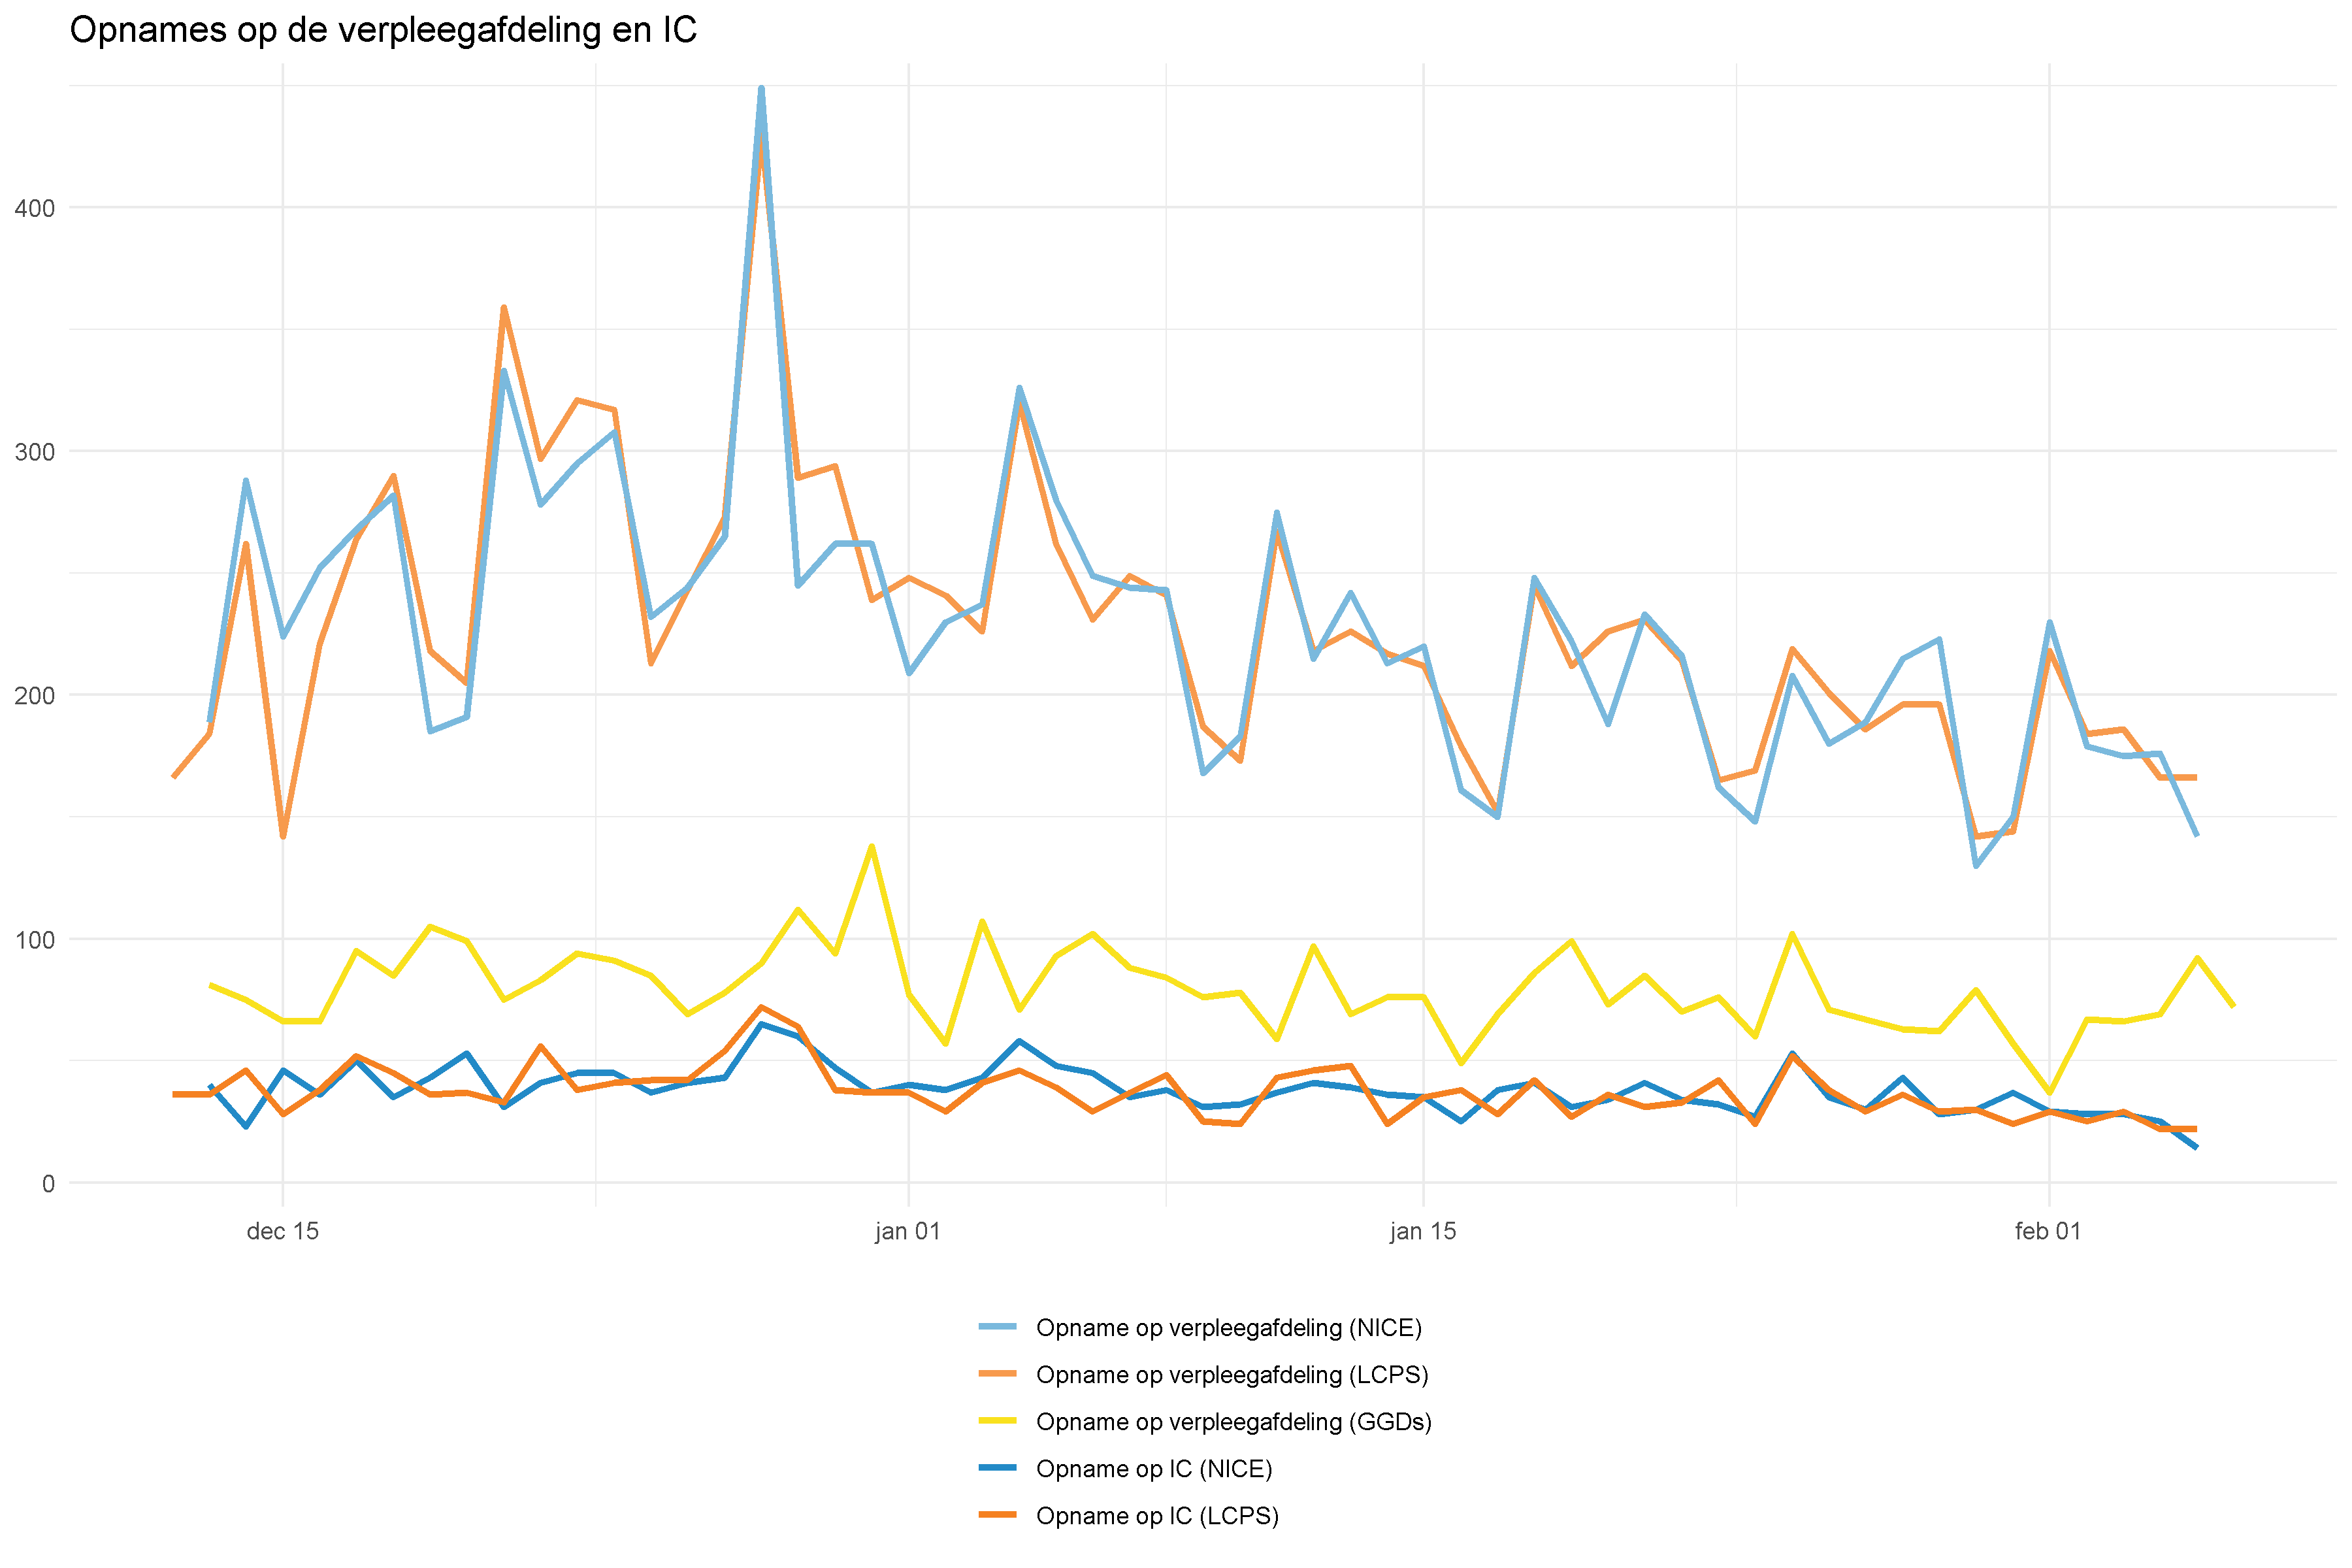 Opnames op de verpleegafdeling en IC
400
300
200
100
0
dec 15
jan 01
jan 15
feb 01
Opname op verpleegafdeling (NICE)
Opname op verpleegafdeling (LCPS)
Opname op verpleegafdeling (GGDs)
Opname op IC (NICE)
Opname op IC (LCPS)